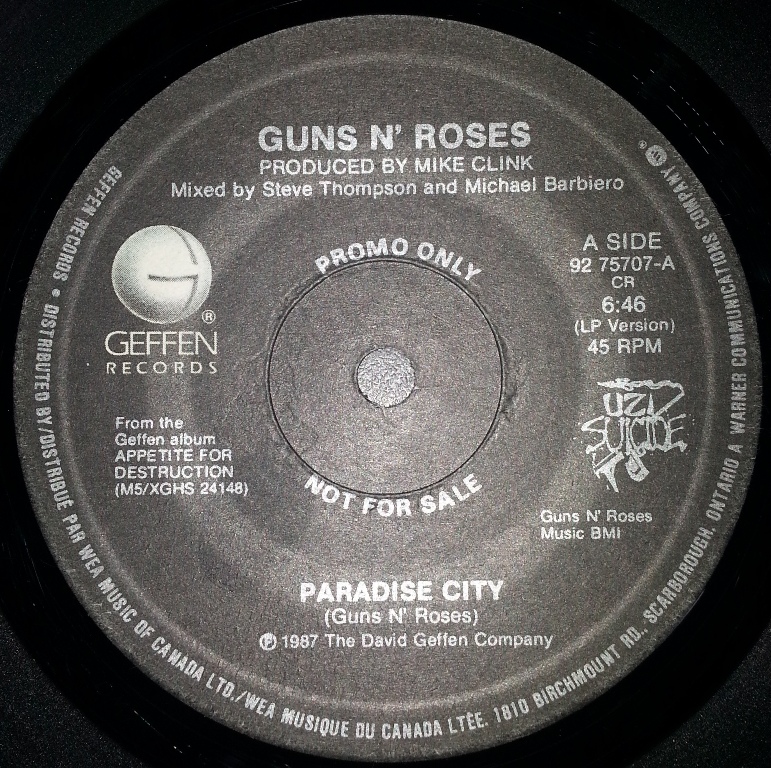 GUNS N' ROSES
PRODUCED BY MIKE CLINK
Mixed by Steve Thompson and Michael Barbiero
PROMO ONLY
A SIDE
92 75707-A
CR
6:46
(LP Version)
45 RPM
GEFFEN ®
RECORDS
From the
Geffen album
APPETITE FOR
DESTRUCTION
(M5/XGHS 24148)
UZI
SUICIDE
Guns N' Roses
Music BMI
NOT FOR SALE
PARADISE CITY
(Guns N' Roses)
℗ 1987 The David Geffen Company
GEFFEN RECORDS • DISTRIBUTED BY/DISTRIBUÉ PAR WEA MUSIC OF CANADA LTD./WEA MUSIQUE DU CANADA LTÉE. 1810 BIRCHMOUNT RD., SCARBOROUGH, ONTARIO A WARNER COMMUNICATIONS COMPANY